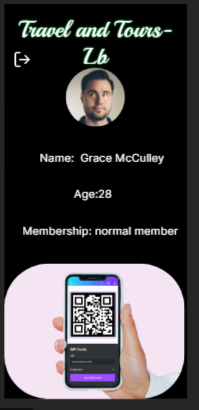 Travel and Tours-
Lb
Name: Grace McCulley
Age:28
Membership: normal member
QR Code